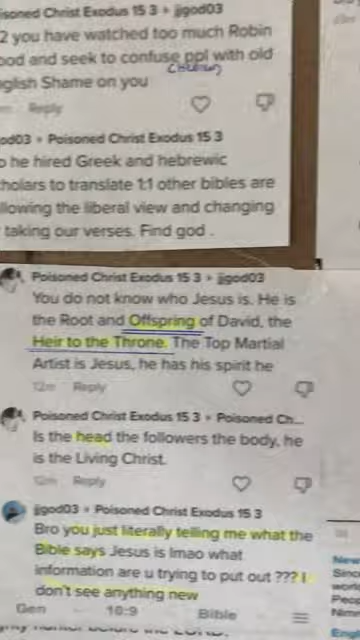 isoned Christ Exodus 15 3 ▸ jjgod03
2 you have watched too much Robin
ood and seek to confuse ppl with old
nglish Shame on you
Reply
od03 ▸ Poisoned Christ Exodus 15 3
o he hired Greek and hebrewic
cholars to translate 1:1 other bibles are
llowing the liberal view and changing
taking our verses. Find god .
Poisoned Christ Exodus 15 3 ▸ jjgod03
You do not know who Jesus is. He is
the Root and Offspring of David, the
Heir to the Throne. The Top Martial
Artist is Jesus, he has his spirit he
12m Reply
Poisoned Christ Exodus 15 3 ▸ Poisoned Ch...
Is the head the followers the body, he
is the Living Christ.
12m Reply
jjgod03 ▸ Poisoned Christ Exodus 15 3
Bro you just literally telling me what the
Bible says Jesus is lmao what
information are u trying to put out ??? I
don't see anything new
Gen 10:9 Bible
New
Sinc
worl
Peop